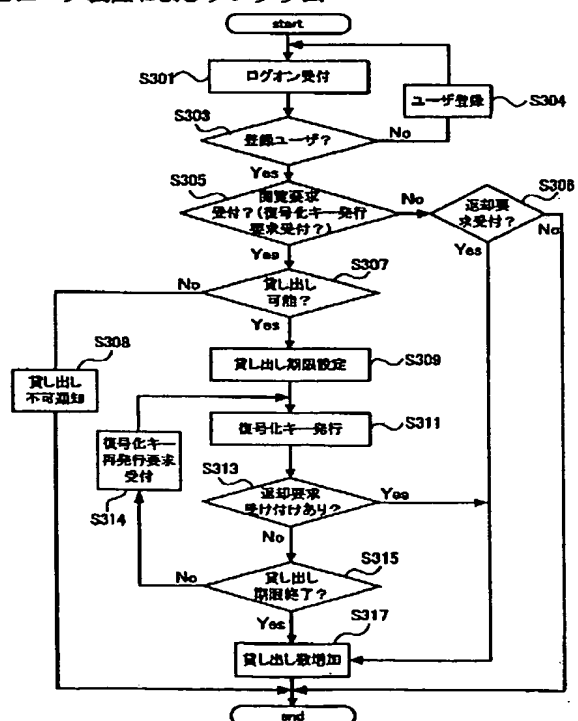 start
S301
ログオン受付
ユーザ登録
S304
S303
登録ユーザ?
No
Yes
S305
閲覧要求
受付?(復号化キー発行
要求受付?)
No
S306
返却要
求受付?
No
Yes
Yes
S307
No
貸し出し
可能?
Yes
S308
貸し出し
不可通知
貸し出し期限設定
S309
復号化キー発行
S311
復号化キー
再発行要求
受付
S314
S313
返却要求
受け付けあり?
Yes
No
S315
No
貸し出し
期限終了?
Yes
S317
貸し出し数増加
end